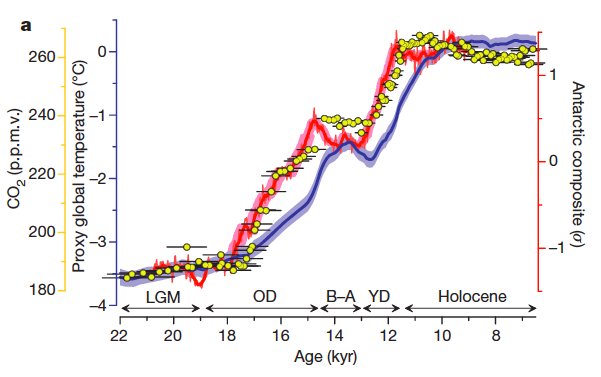 a
CO2 (p.p.m.v.)
260
240
220
200
180
Proxy global temperature (°C)
0
−1
−2
−3
−4
Antarctic composite (σ)
1
0
−1
LGM OD B–A YD Holocene
22 20 18 16 14 12 10 8
Age (kyr)